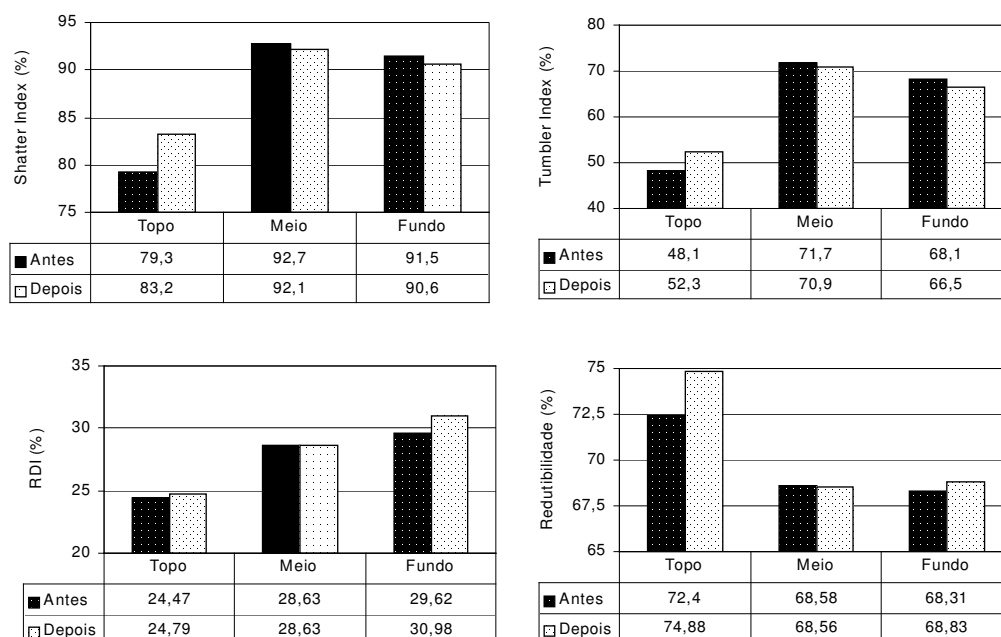 Shatter Index (%)
95
90
85
80
75
Topo Meio Fundo
Antes 79,3 92,7 91,5
Depois 83,2 92,1 90,6
Tumbler Index (%)
80
70
60
50
40
Topo Meio Fundo
Antes 48,1 71,7 68,1
Depois 52,3 70,9 66,5
RDI (%)
35
30
25
20
Topo Meio Fundo
Antes 24,47 28,63 29,62
Depois 24,79 28,63 30,98
Redutibilidade (%)
75
72,5
70
67,5
65
Topo Meio Fundo
Antes 72,4 68,58 68,31
Depois 74,88 68,56 68,83